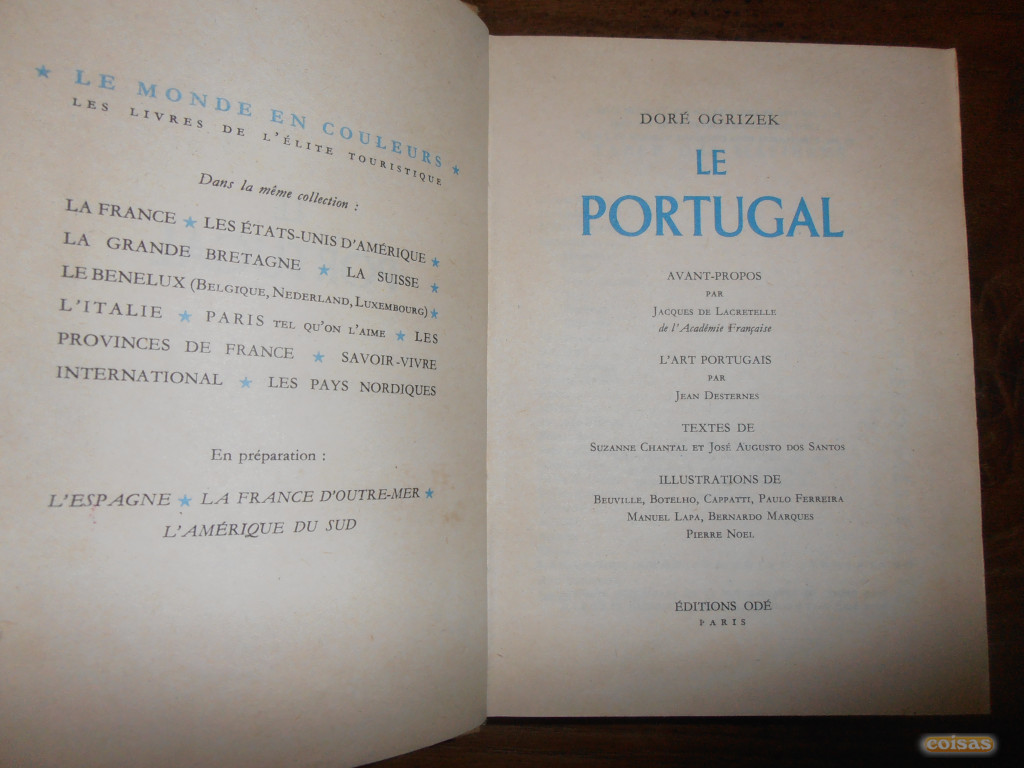 ★ LE MONDE EN COULEURS ★
LES LIVRES DE L'ÉLITE TOURISTIQUE
Dans la même collection :
LA FRANCE ★ LES ÉTATS-UNIS D'AMÉRIQUE ★
LA GRANDE BRETAGNE ★ LA SUISSE ★
LE BENELUX (BELGIQUE, NEDERLAND, LUXEMBOURG) ★
L'ITALIE ★ PARIS TEL QU'ON L'AIME ★ LES
PROVINCES DE FRANCE ★ SAVOIR-VIVRE
INTERNATIONAL ★ LES PAYS NORDIQUES
En préparation :
L'ESPAGNE ★ LA FRANCE D'OUTRE-MER ★
L'AMÉRIQUE DU SUD
DORÉ OGRIZEK
LE
PORTUGAL
AVANT-PROPOS
PAR
JACQUES DE LACRETELLE
de l'Académie Française
L'ART PORTUGAIS
PAR
JEAN DESTERNES
TEXTES DE
SUZANNE CHANTAL ET JOSÉ AUGUSTO DOS SANTOS
ILLUSTRATIONS DE
BEUVILLE, BOTELHO, CAPPATTI, PAULO FERREIRA
MANUEL LAPA, BERNARDO MARQUES
PIERRE NOEL
ÉDITIONS ODÉ
PARIS
coisas